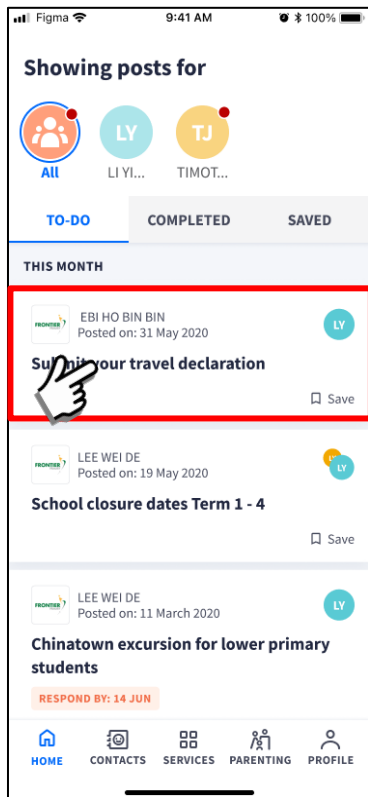 Figma 9:41 AM 100%
Showing posts for
LY TJ
All LI YI... TIMOT...
TO-DO COMPLETED SAVED
THIS MONTH
FRONTIER EBI HO BIN BIN LY
Posted on: 31 May 2020
Submit your travel declaration
Save
FRONTIER LEE WEI DE LY
Posted on: 19 May 2020
School closure dates Term 1 - 4
Save
FRONTIER LEE WEI DE LY
Posted on: 11 March 2020
Chinatown excursion for lower primary
students
RESPOND BY: 14 JUN
HOME CONTACTS SERVICES PARENTING PROFILE